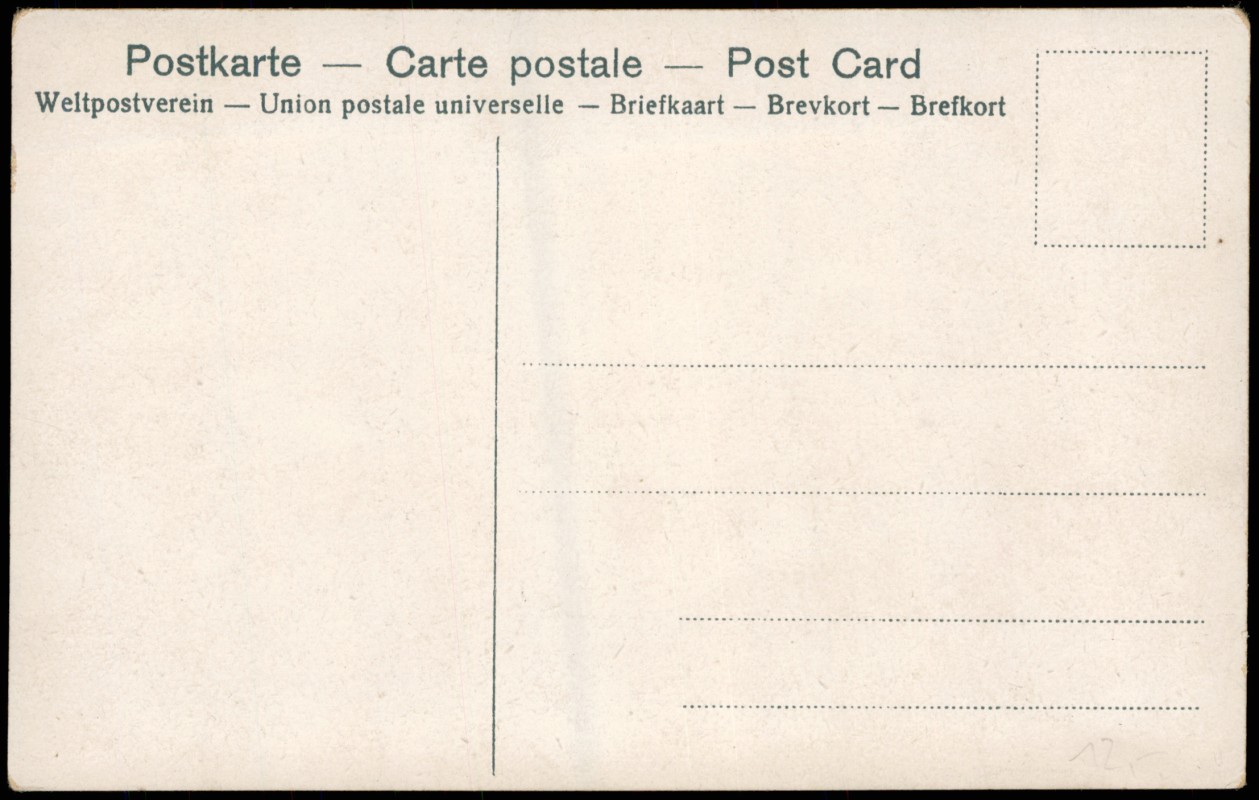 Postkarte — Carte postale — Post Card
Weltpostverein — Union postale universelle — Briefkaart — Brevkort — Brefkort
12,-